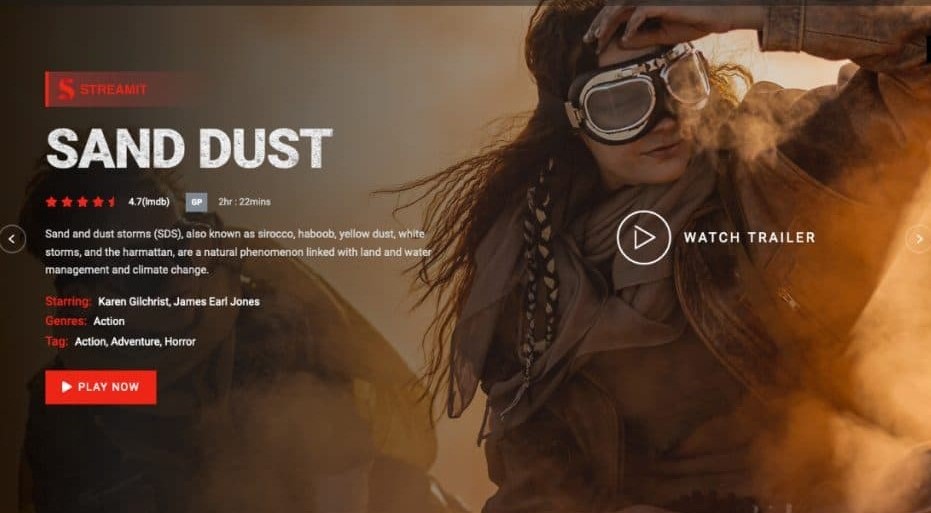 STREAMIT
SAND DUST
4.7(Imdb) GP 2hr : 22mins
Sand and dust storms (SDS), also known as sirocco, haboob, yellow dust, white
storms, and the harmattan, are a natural phenomenon linked with land and water
management and climate change.
Starring: Karen Gilchrist, James Earl Jones
Genres: Action
Tag: Action, Adventure, Horror
PLAY NOW
WATCH TRAILER